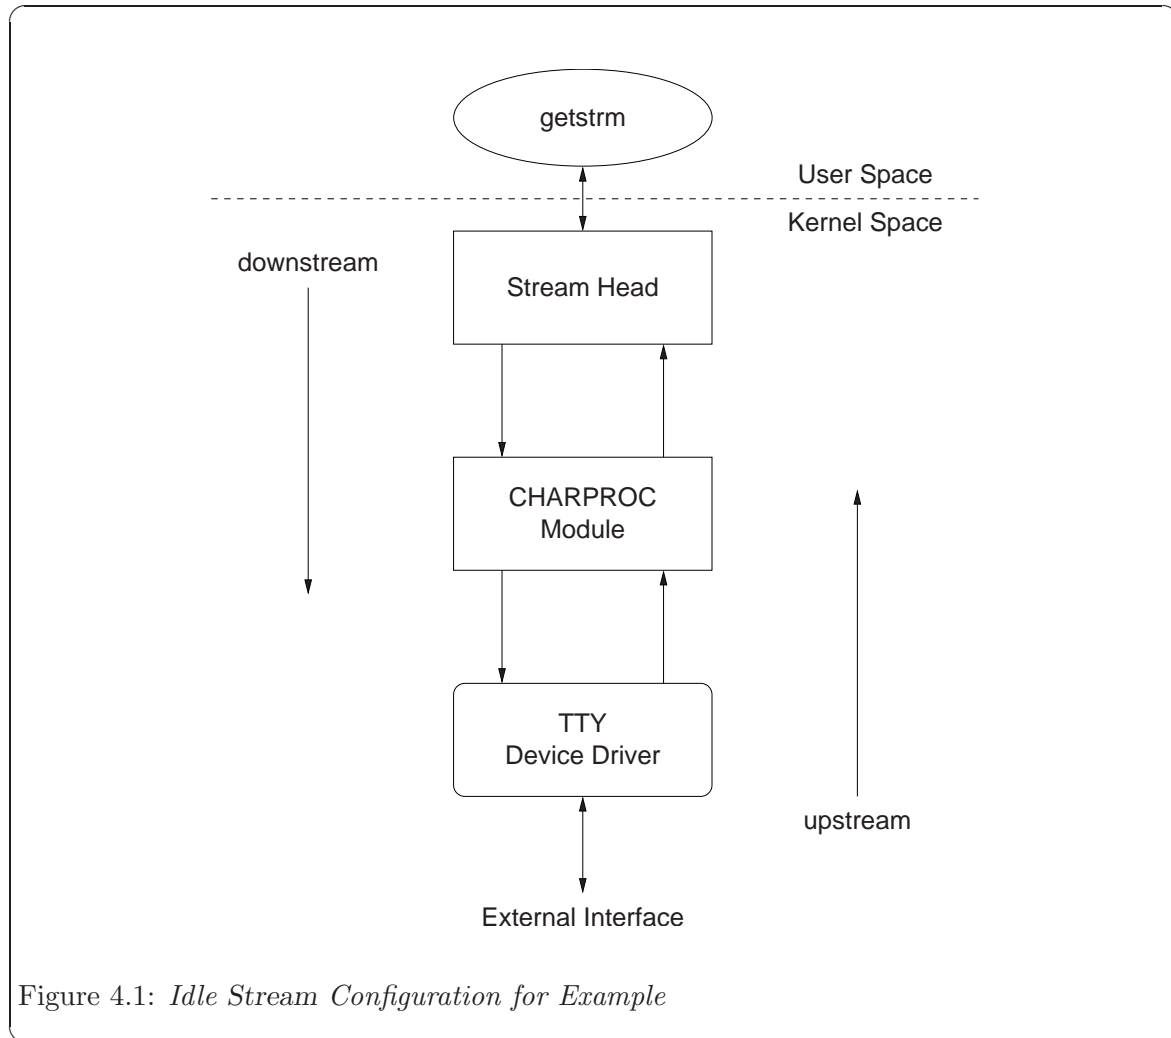 getstrm
User Space
Kernel Space
downstream
Stream Head
CHARPROC
Module
TTY
Device Driver
upstream
External Interface
Figure 4.1: Idle Stream Configuration for Example